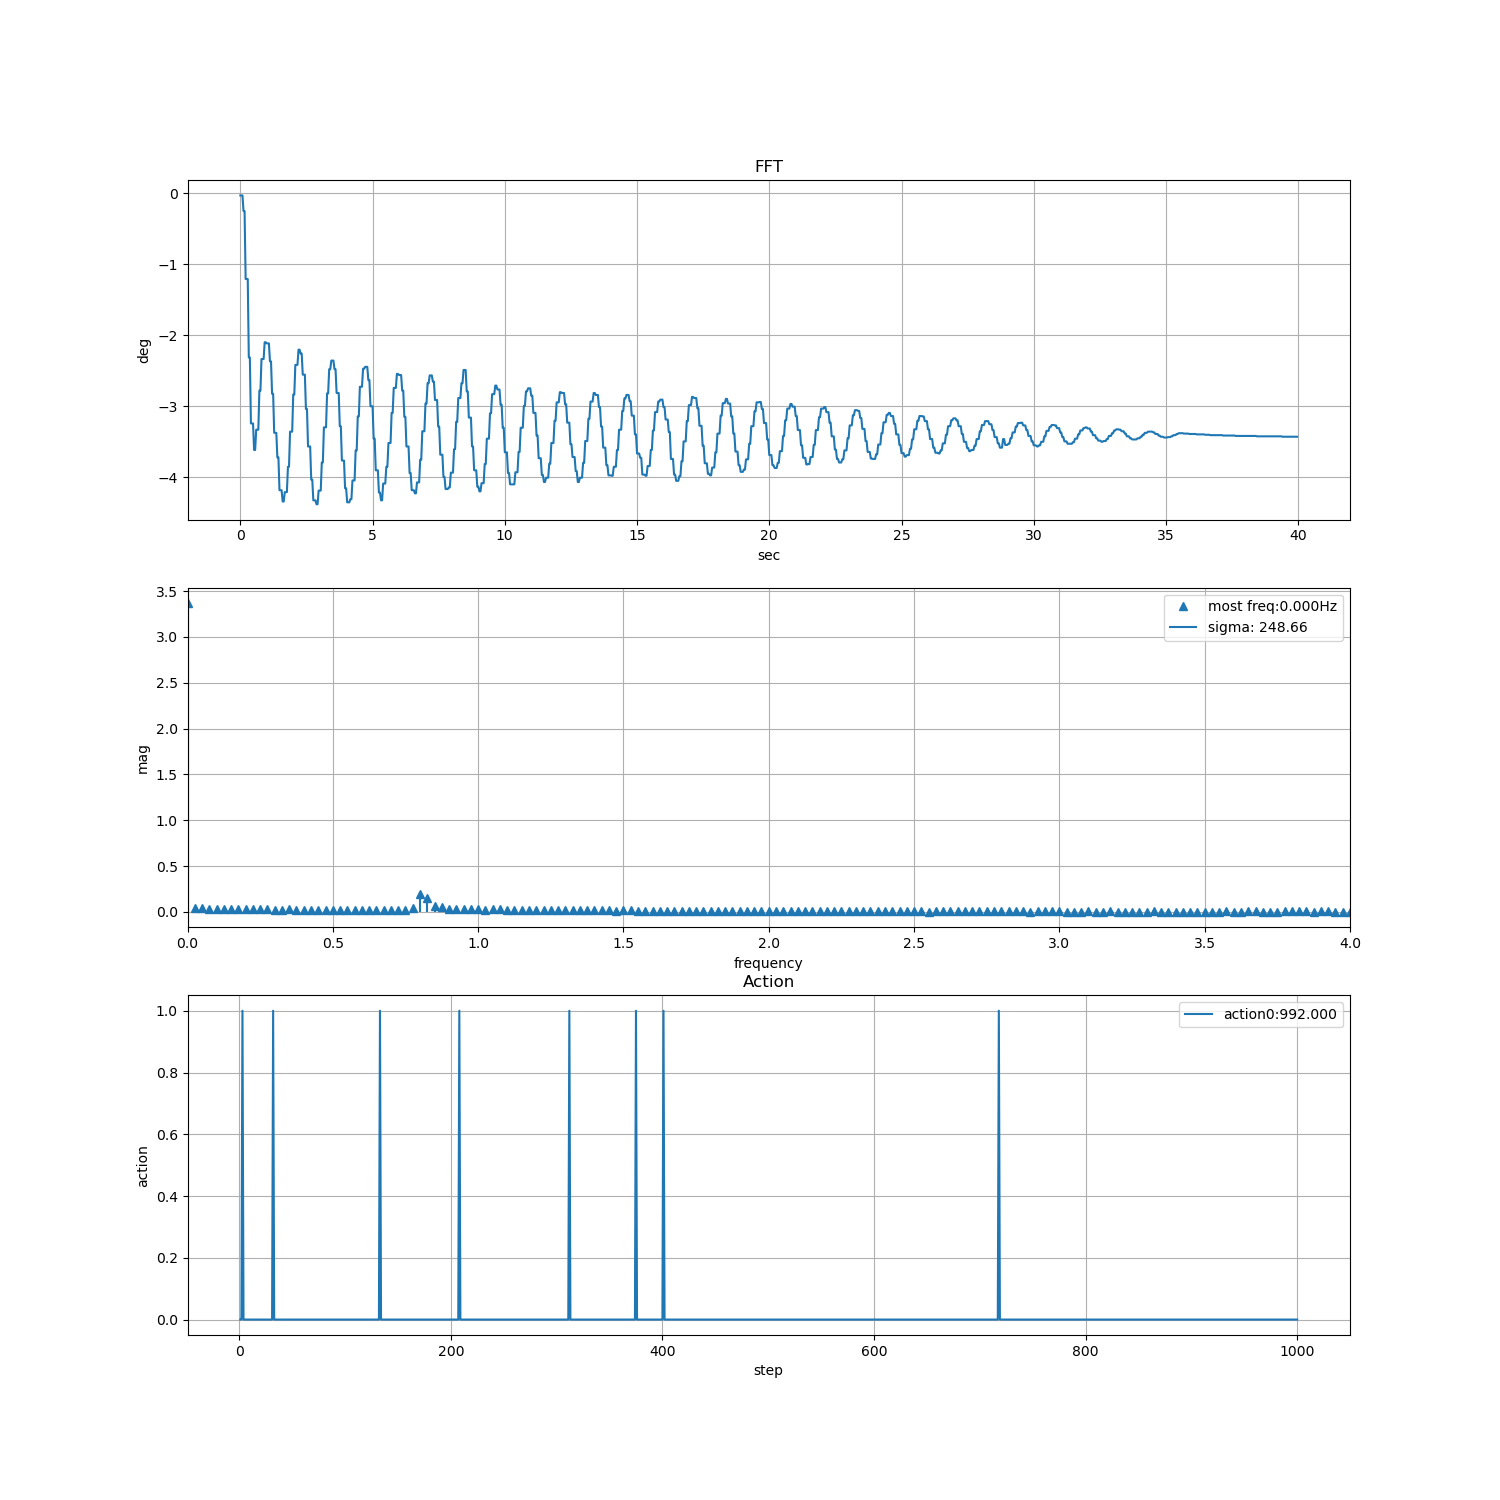 FFT
0
−1
−2
−3
−4
deg
0 5 10 15 20 25 30 35 40
sec
3.5
3.0
2.5
2.0
1.5
1.0
0.5
0.0
mag
most freq:0.000Hz
sigma: 248.66
0.0 0.5 1.0 1.5 2.0 2.5 3.0 3.5 4.0
frequency
Action
1.0
0.8
0.6
0.4
0.2
0.0
action
action0:992.000
0 200 400 600 800 1000
step